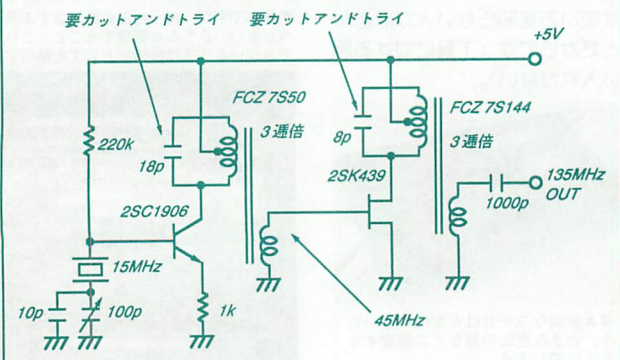 要カットアンドトライ
要カットアンドトライ
+5V
FCZ 7S50
3逓倍
FCZ 7S144
3逓倍
220k
18p
8p
2SK439
135MHz
OUT
1000p
2SC1906
15MHz
10p
100p
1k
45MHz